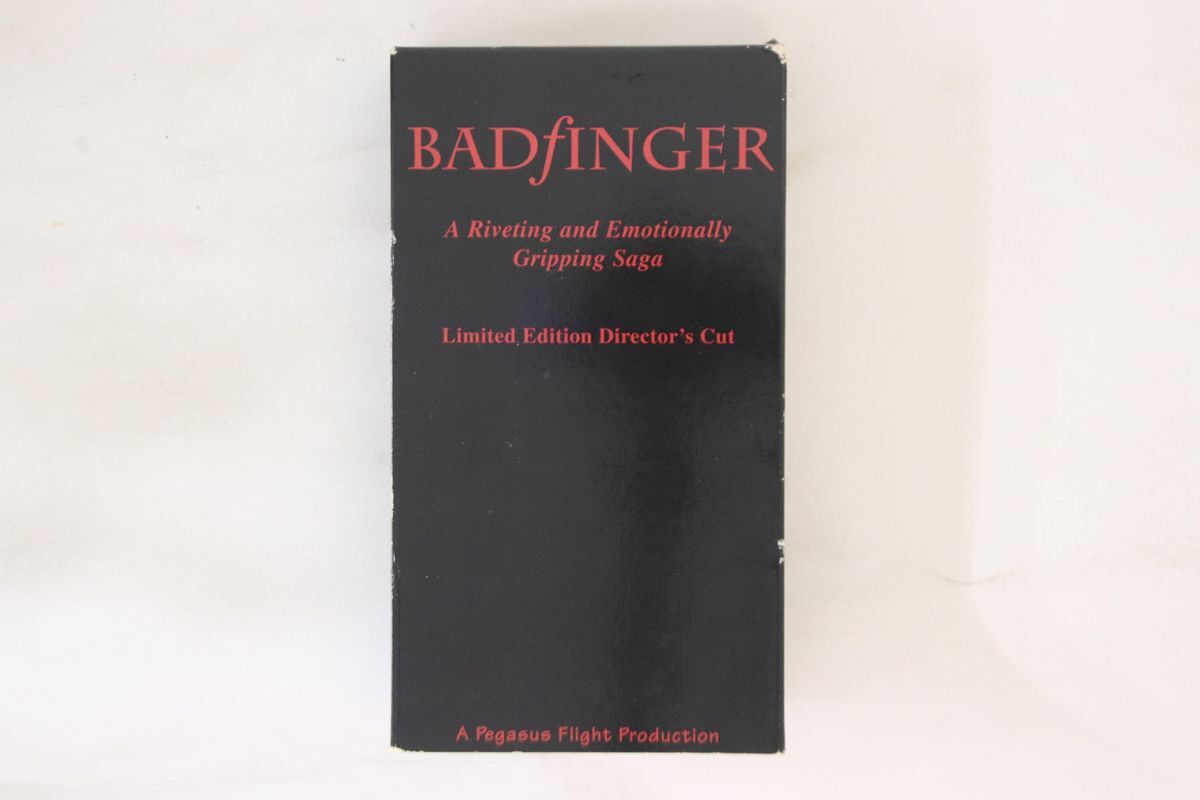 BADfINGER
A Riveting and Emotionally
Gripping Saga
Limited Edition Director's Cut
A Pegasus Flight Production